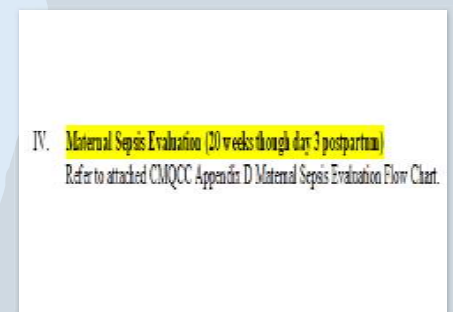 IV. Maternal Sepsis Evaluation (20 weeks though day 3 postpartum)
Refer to attached CMQCC Appendix D Maternal Sepsis Evaluation Flow Chart.